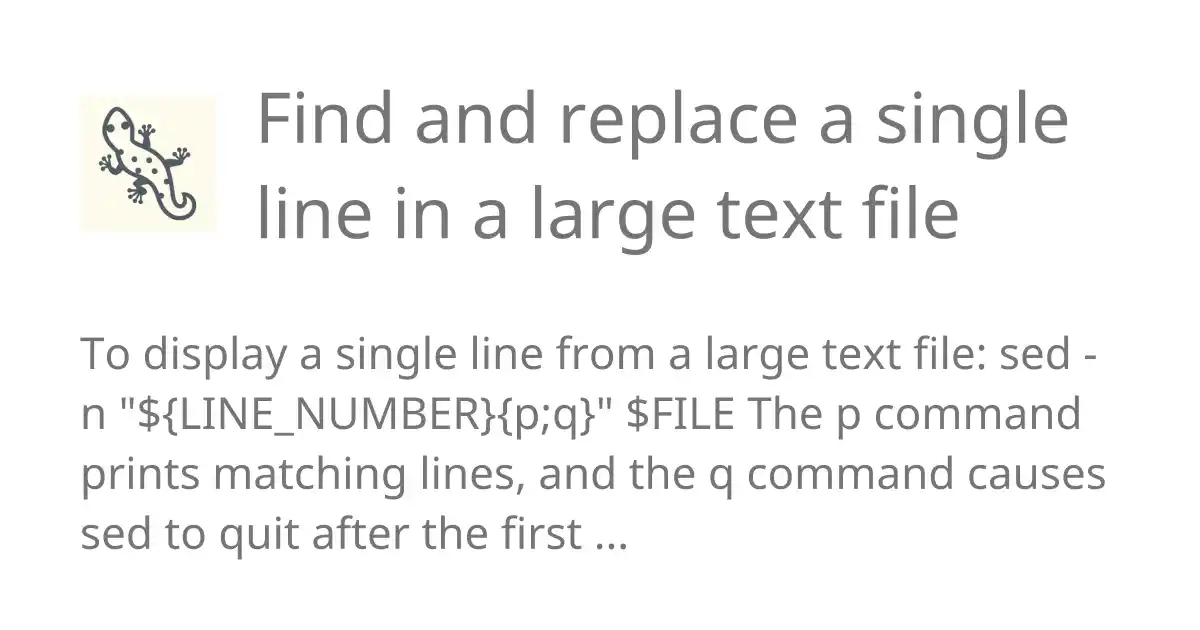 Find and replace a single
line in a large text file
To display a single line from a large text file: sed -
n "${LINE_NUMBER}{p;q}" $FILE The p command
prints matching lines, and the q command causes
sed to quit after the first ...